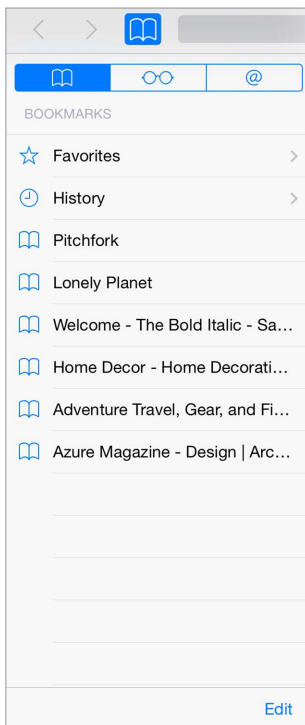 @
BOOKMARKS
Favorites
History
Pitchfork
Lonely Planet
Welcome - The Bold Italic - Sa...
Home Decor - Home Decorati...
Adventure Travel, Gear, and Fi...
Azure Magazine - Design | Arc...
Edit